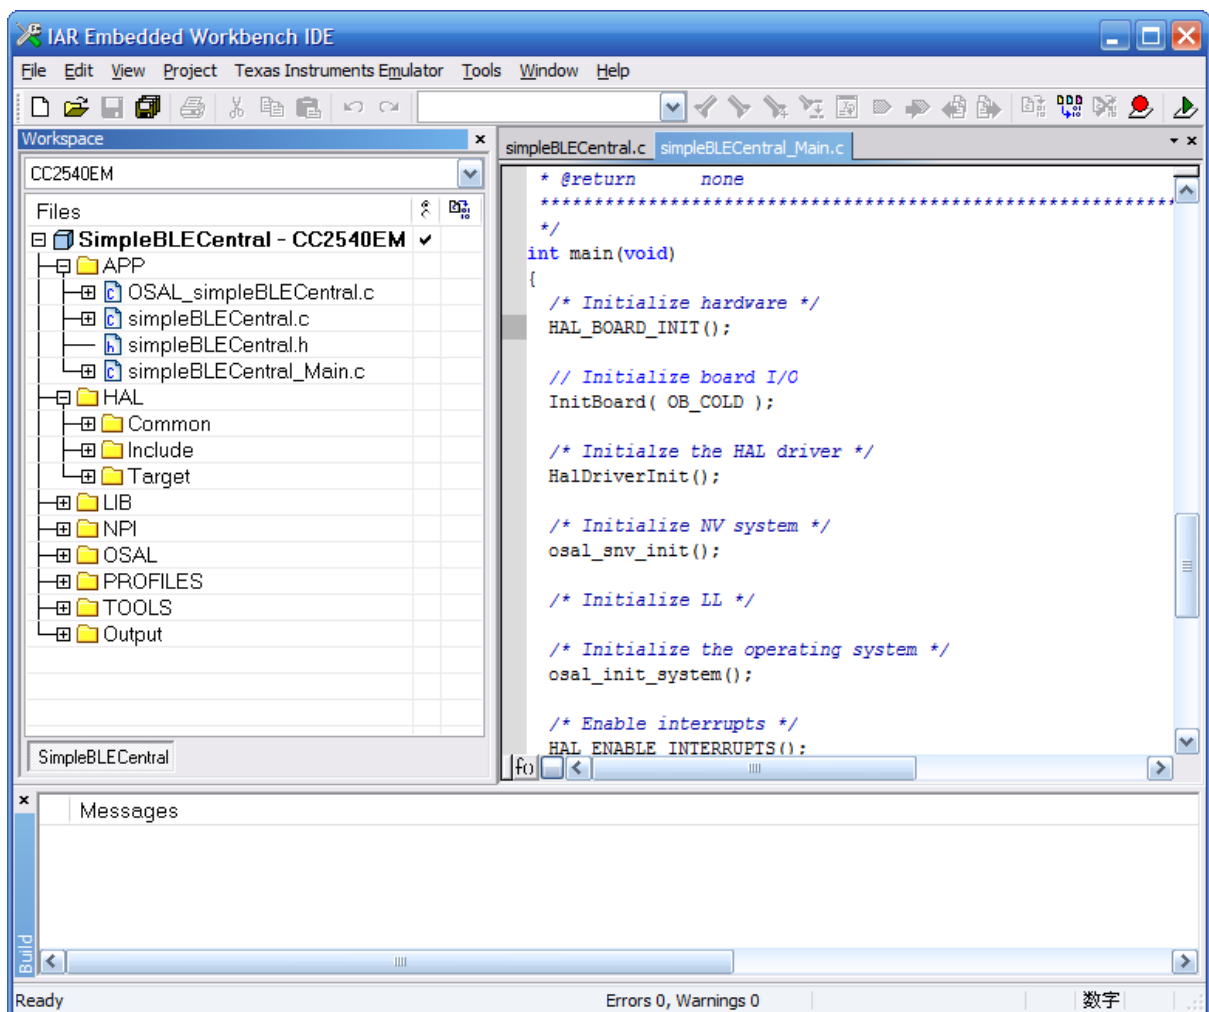 IAR Embedded Workbench IDE
File Edit View Project Texas Instruments Emulator Tools Window Help
Workspace
CC2540EM
Files
SimpleBLECentral - CC2540EM
APP
OSAL_simpleBLECentral.c
simpleBLECentral.c
simpleBLECentral.h
simpleBLECentral_Main.c
HAL
Common
Include
Target
LIB
NPI
OSAL
PROFILES
TOOLS
Output
SimpleBLECentral
simpleBLECentral.c simpleBLECentral_Main.c
* @return none
***********************************************************
*/
int main(void)
{
/* Initialize hardware */
HAL_BOARD_INIT();
// Initialize board I/O
InitBoard( OB_COLD );
/* Initialze the HAL driver */
HalDriverInit();
/* Initialize NV system */
osal_snv_init();
/* Initialize LL */
/* Initialize the operating system */
osal_init_system();
/* Enable interrupts */
HAL_ENABLE_INTERRUPTS();
f()
Messages
Build
Ready
Errors 0, Warnings 0
数字